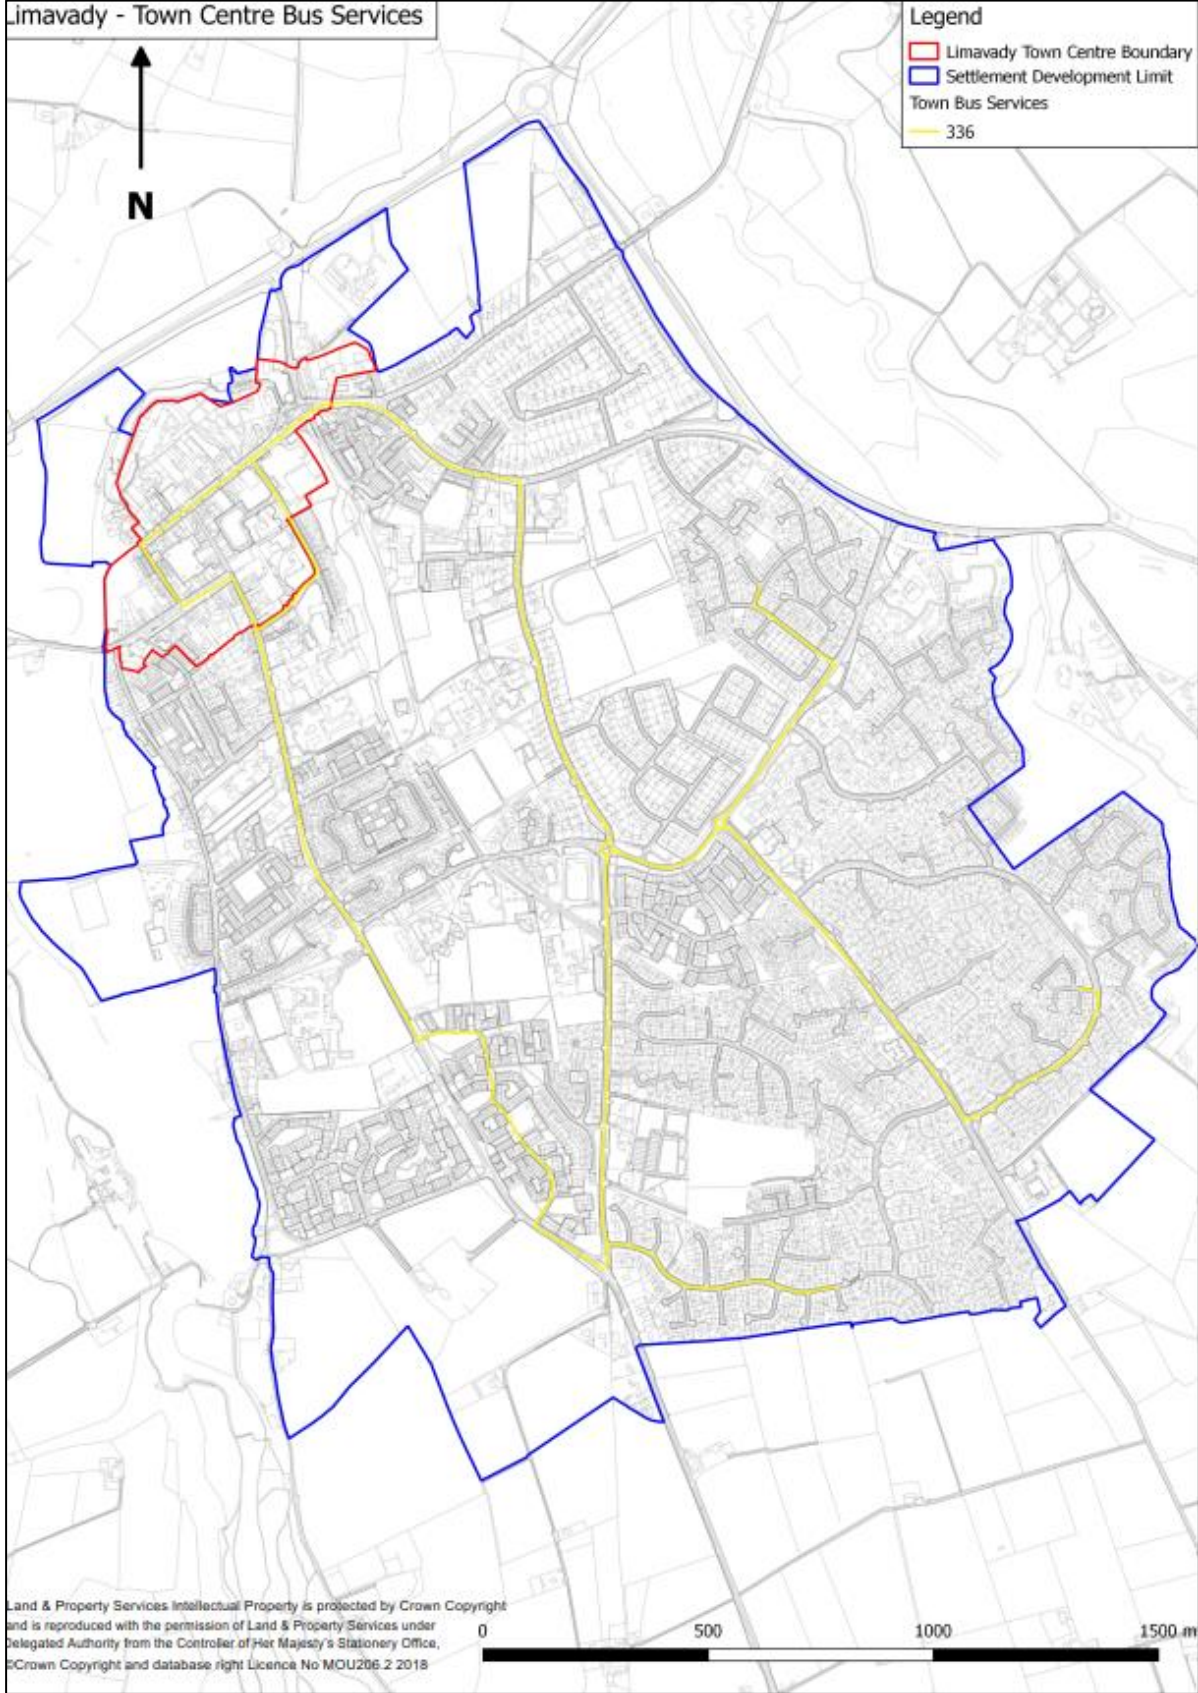 Limavady - Town Centre Bus Services
N
Legend
Limavady Town Centre Boundary
Settlement Development Limit
Town Bus Services
336
Land & Property Services Intellectual Property is protected by Crown Copyright
and is reproduced with the permission of Land & Property Services under
Delegated Authority from the Controller of Her Majesty's Stationery Office,
©Crown Copyright and database right Licence No MOU206.2 2018
0 500 1000 1500 m